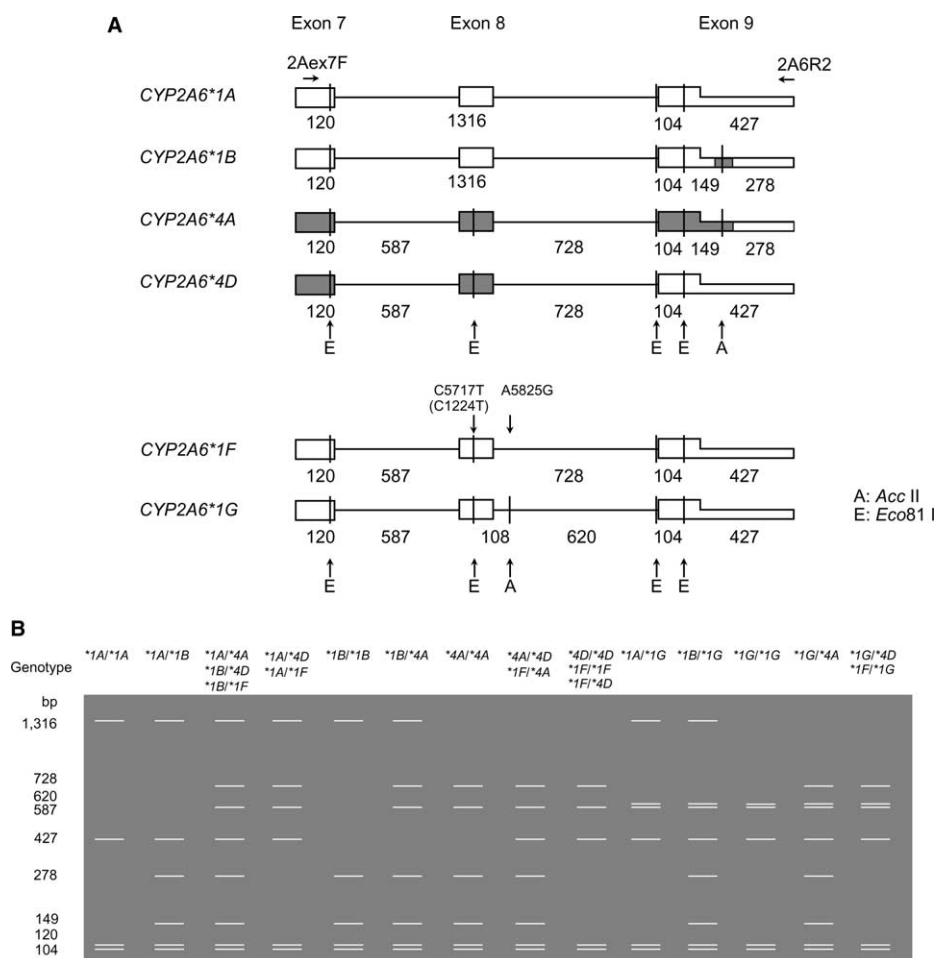 A
Exon 7 Exon 8 Exon 9
2Aex7F 2A6R2
CYP2A6*1A
120 1316 104 427
CYP2A6*1B
120 1316 104 149 278
CYP2A6*4A
120 587 728 104 149 278
CYP2A6*4D
120 587 728 104 427
E E E E A
C5717T A5825G
(C1224T)
CYP2A6*1F
120 587 728 104 427
CYP2A6*1G
120 587 108 620 104 427
E E A E E
A: Acc II
E: Eco81 I
B
Genotype
*1A/*1A *1A/*1B *1A/*4A *1A/*4D *1B/*1B *1B/*4A *4A/*4A *4A/*4D *4D/*4D *1A/*1G *1B/*1G *1G/*1G *1G/*4A *1G/*4D
*1B/*4D *1A/*1F *1F/*4A *1F/*1F *1F/*1G
*1B/*1F *1F/*4D
bp
1,316
728
620
587
427
278
149
120
104